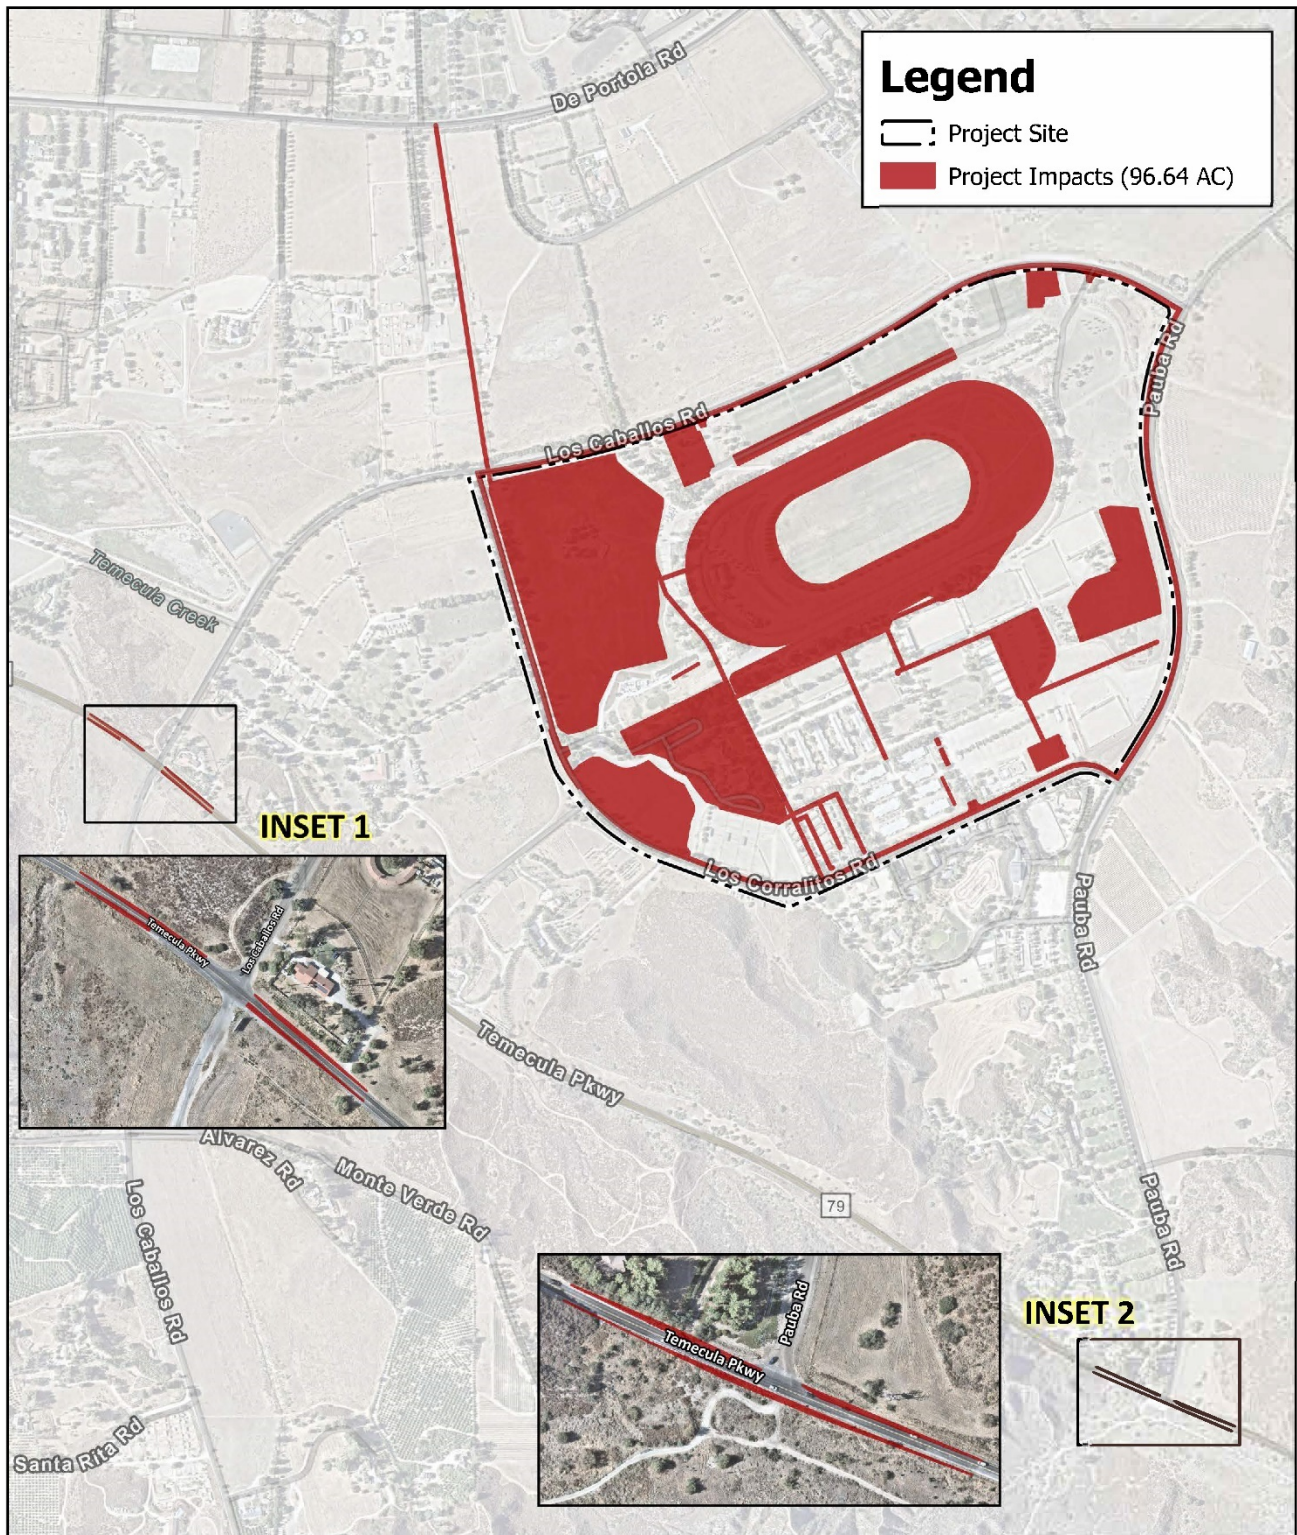 De Portola Rd
Legend
Project Site
Project Impacts (96.64 AC)
Pauba Rd
Los Caballos Rd
Temecula Creek
INSET 1
Temecula Pkwy
Los Caballos Rd
Los Corralitos Rd
Pauba Rd
Temecula Pkwy
Alvarez Rd
Monte Verde Rd
Los Caballos Rd
79
Pauba Rd
INSET 2
Temecula Pkwy
Pauba Rd
Santa Rita Rd